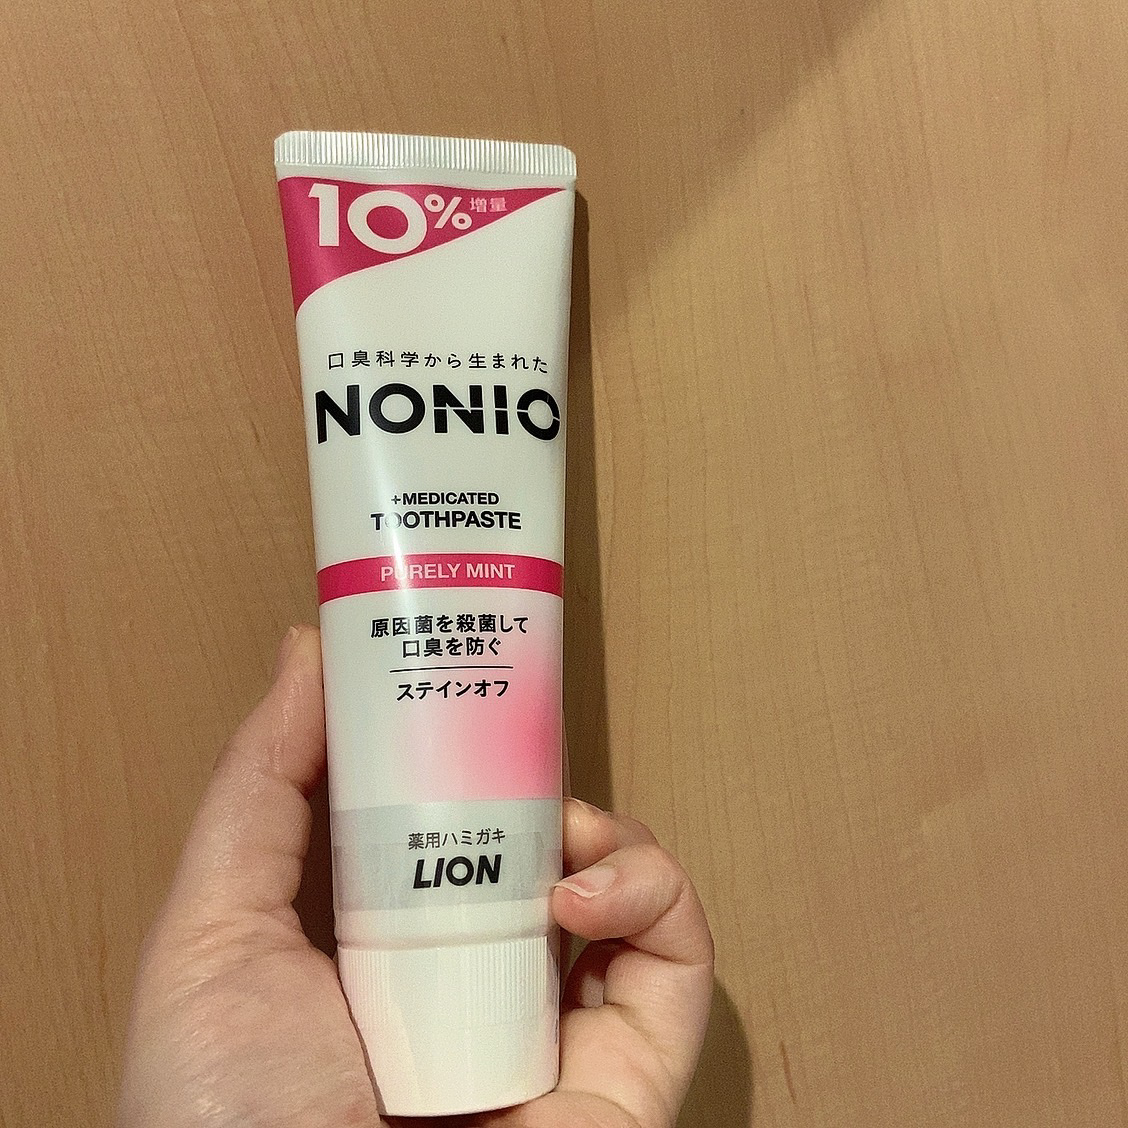 10%増量
口臭科学から生まれた
NONIO
+MEDICATED
TOOTHPASTE
PURELY MINT
原因菌を殺菌して
口臭を防ぐ
ステインオフ
薬用ハミガキ
LION